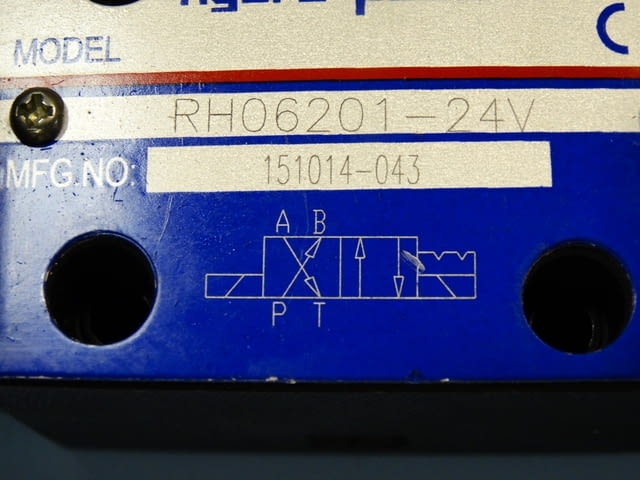 MODEL
RH06201-24V
MFG.NO: 151014-043
A B
P T